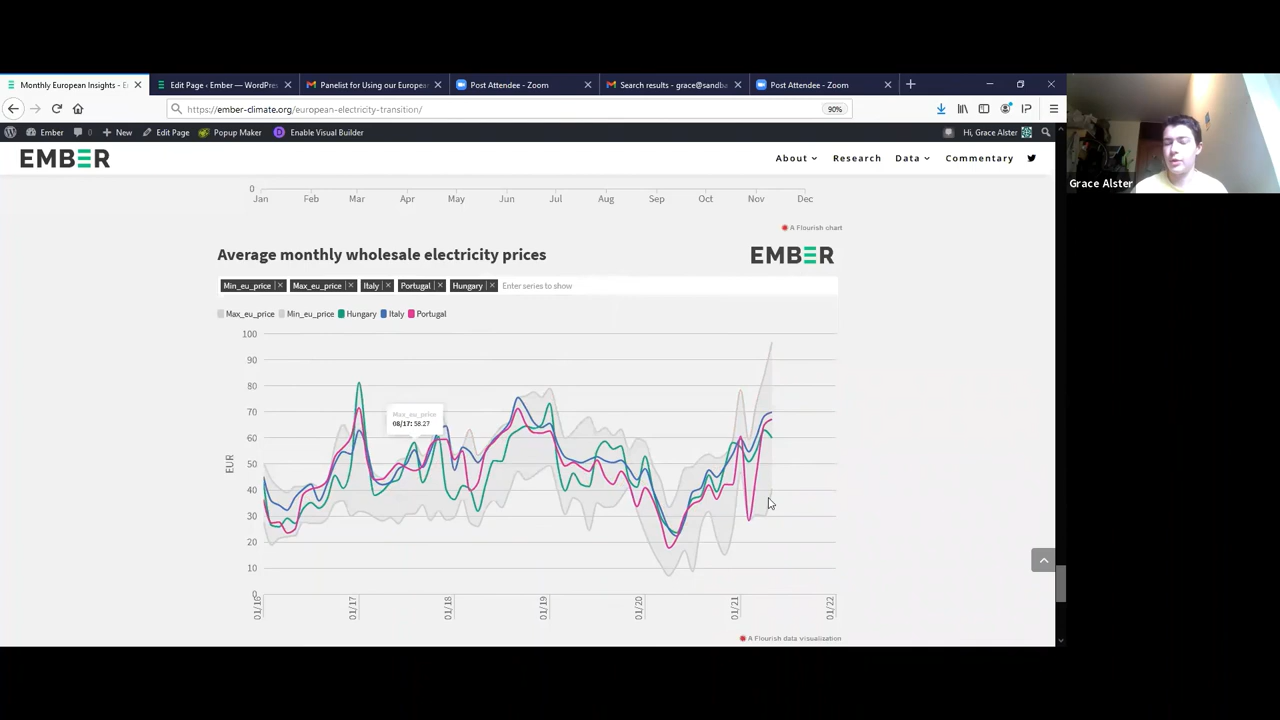 Monthly European Insights - E
Edit Page ‹ Ember — WordPres
Panelist for Using our European
Post Attendee - Zoom
Search results - grace@sandba
Post Attendee - Zoom
https://ember-climate.org/european-electricity-transition/
90%
Ember
0
New
Edit Page
Popup Maker
Enable Visual Builder
Hi, Grace Alster
EMBER
About
Research
Data
Commentary
Grace Alster
0
Jan Feb Mar Apr May Jun Jul Aug Sep Oct Nov Dec
A Flourish chart
Average monthly wholesale electricity prices
EMBER
Min_eu_price
Max_eu_price
Italy
Portugal
Hungary
Enter series to show
Max_eu_price Min_eu_price Hungary Italy Portugal
100
90
80
70
60
50
40
30
20
10
0
EUR
Max_eu_price
08/17: 58.27
01/16 01/17 01/18 01/19 01/20 01/21 01/22
A Flourish data visualization